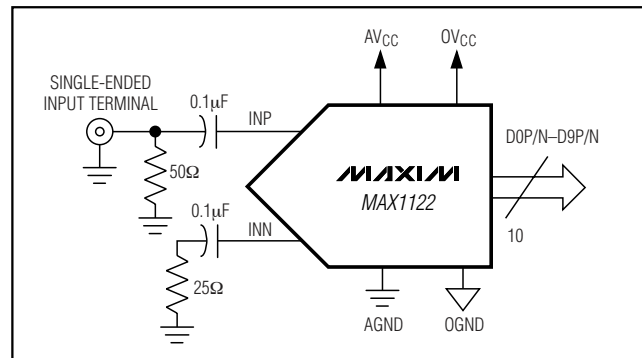 AVCC
OVCC
SINGLE-ENDED
INPUT TERMINAL
0.1μF
INP
D0P/N–D9P/N
50Ω
MAXIM
MAX1122
0.1μF
INN
10
25Ω
AGND
OGND